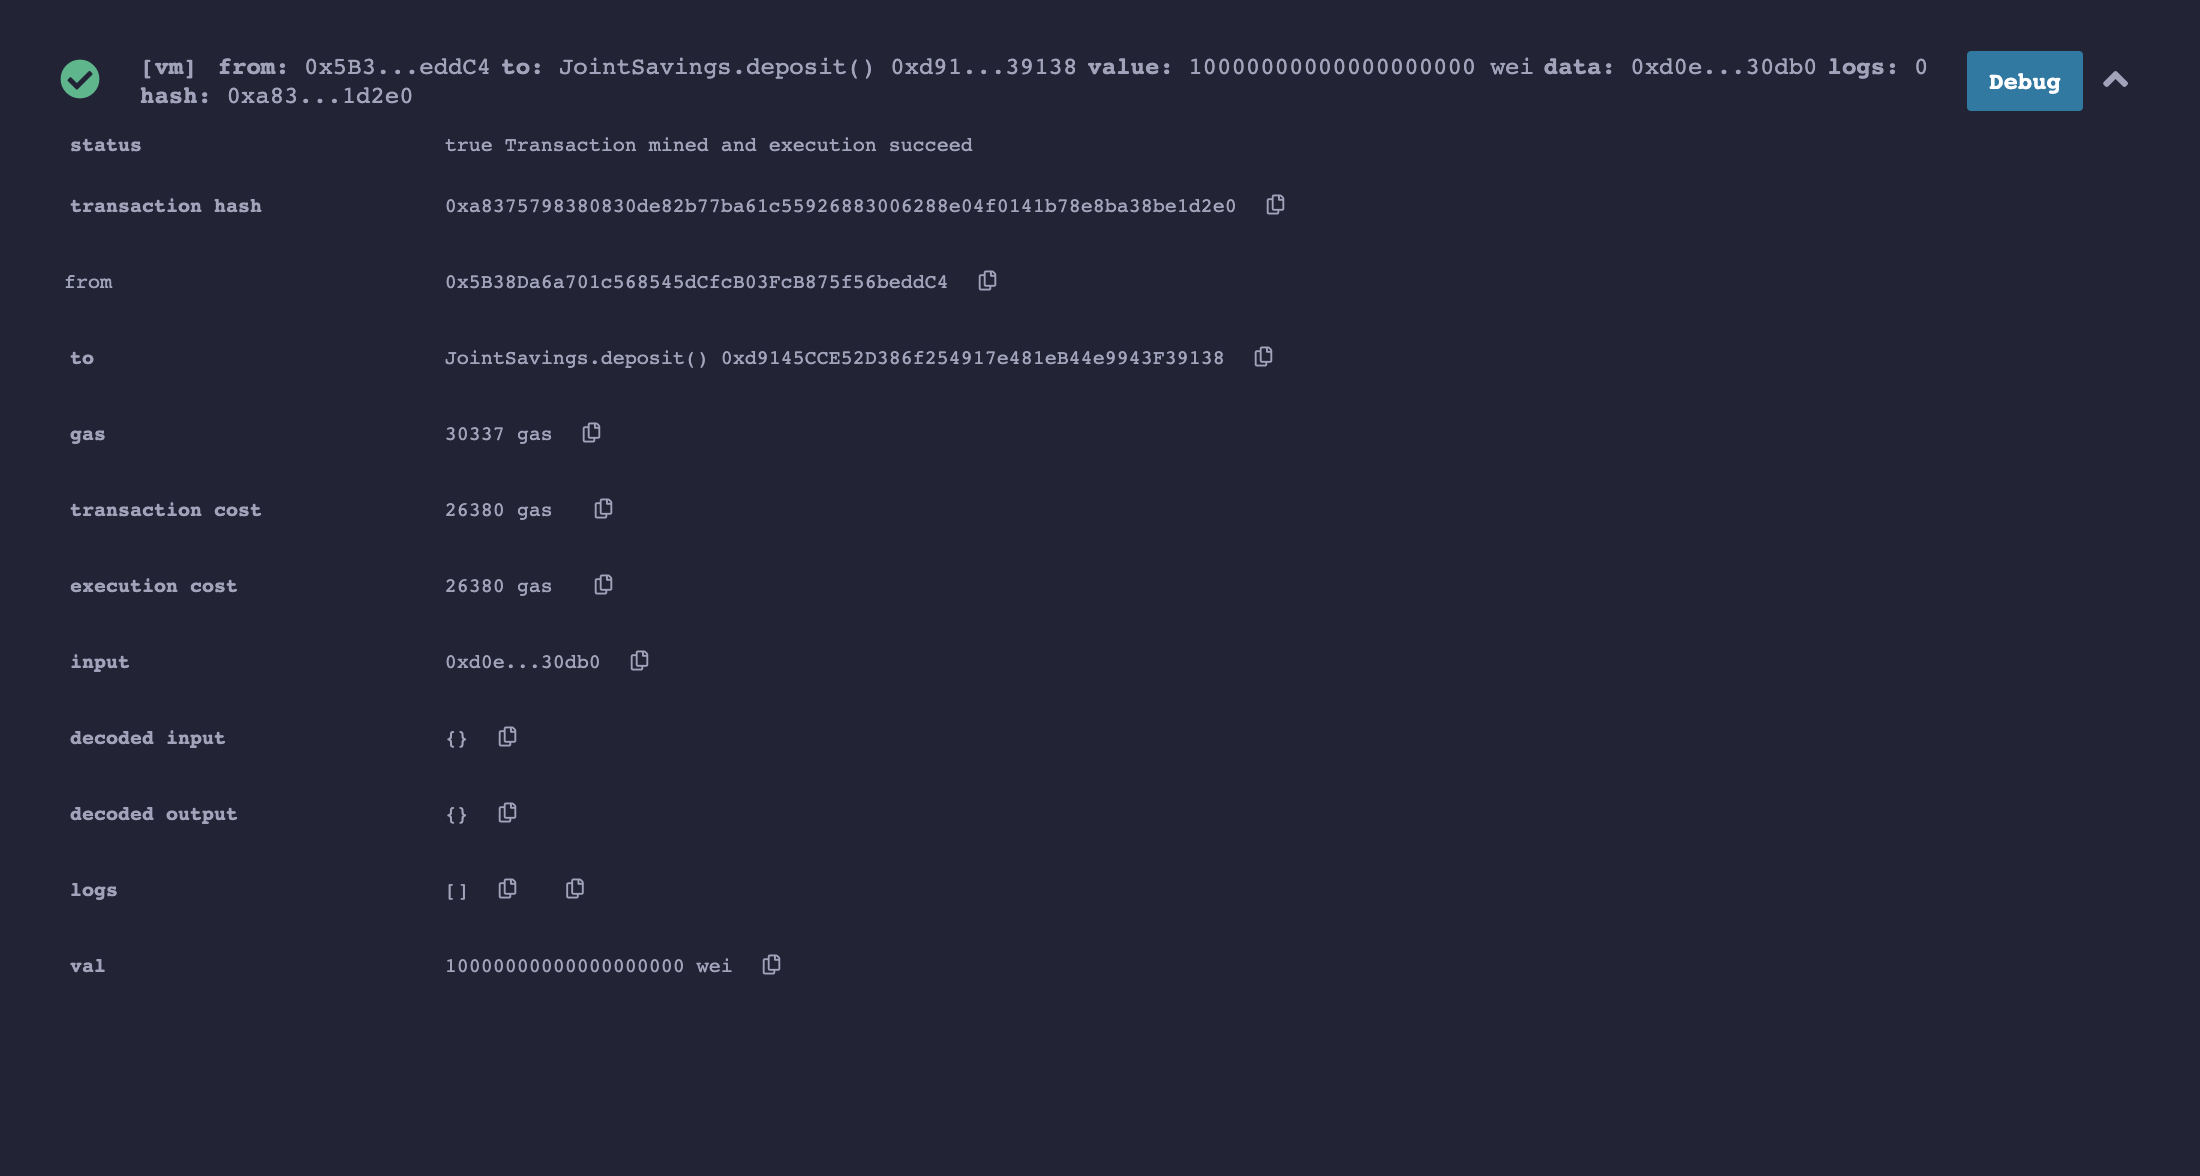 [vm] from: 0x5B3...eddC4 to: JointSavings.deposit() 0xd91...39138 value: 10000000000000000000 wei data: 0xd0e...30db0 logs: 0
hash: 0xa83...1d2e0
Debug
status true Transaction mined and execution succeed
transaction hash 0xa8375798380830de82b77ba61c55926883006288e04f0141b78e8ba38be1d2e0
from 0x5B38Da6a701c568545dCfcB03FcB875f56beddC4
to JointSavings.deposit() 0xd9145CCE52D386f254917e481eB44e9943F39138
gas 30337 gas
transaction cost 26380 gas
execution cost 26380 gas
input 0xd0e...30db0
decoded input {}
decoded output {}
logs []
val 10000000000000000000 wei